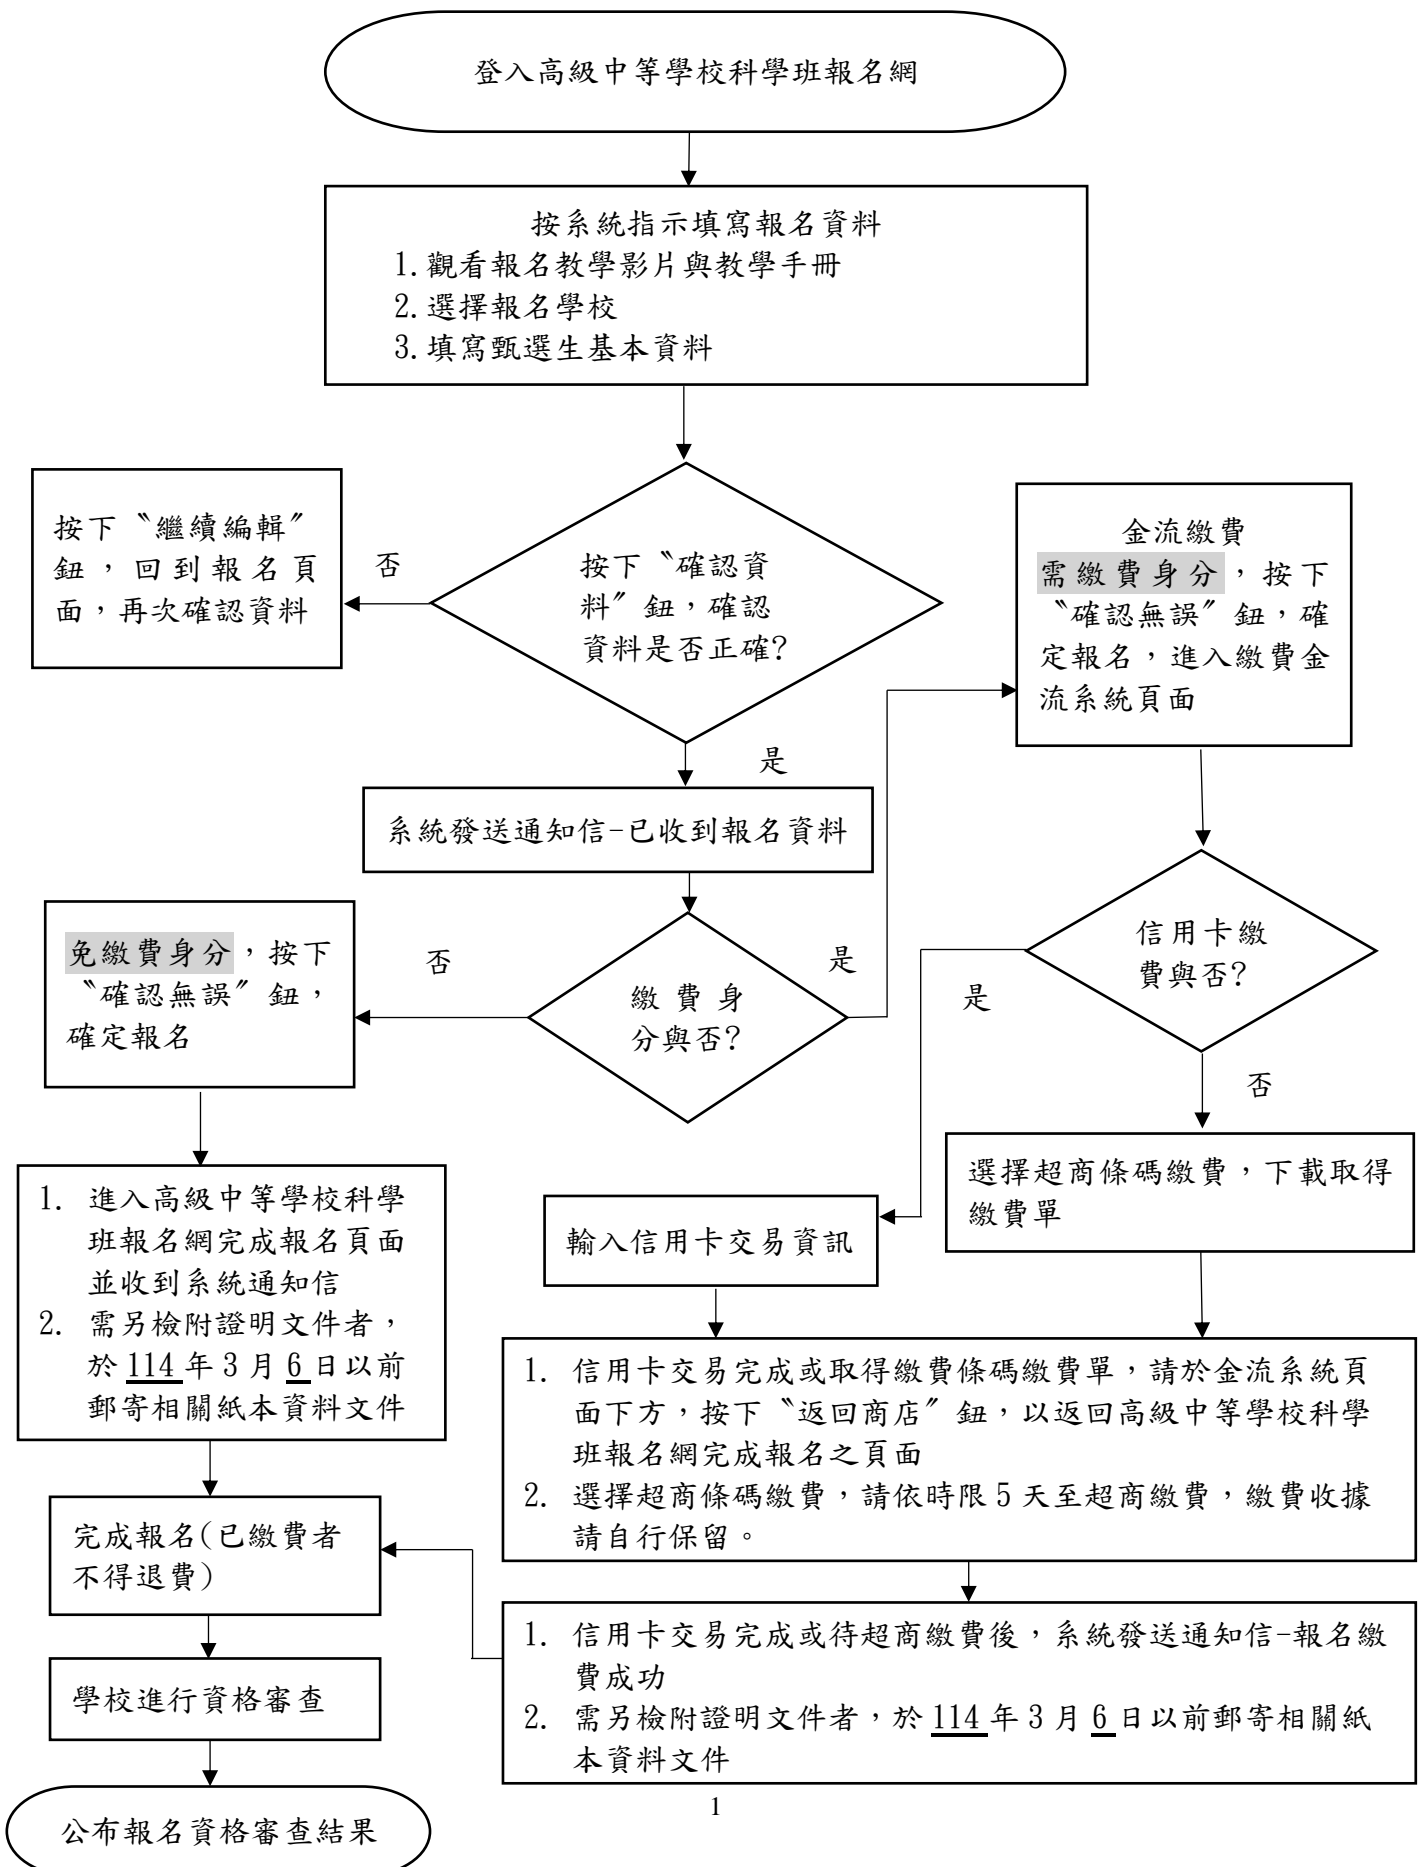 登入高級中等學校科學班報名網
按系統指示填寫報名資料
1.觀看報名教學影片與教學手冊
2.選擇報名學校
3.填寫甄選生基本資料
按下〝繼續編輯〞
鈕，回到報名頁
面，再次確認資料
否
按下〝確認資
料〞鈕，確認
資料是否正確?
是
金流繳費
需繳費身分，按下
〝確認無誤〞鈕，確
定報名，進入繳費金
流系統頁面
系統發送通知信-已收到報名資料
免繳費身分，按下
〝確認無誤〞鈕，
確定報名
否
繳費身
分與否?
是
信用卡繳
費與否?
是
否
選擇超商條碼繳費，下載取得
繳費單
輸入信用卡交易資訊
1. 進入高級中等學校科學
班報名網完成報名頁面
並收到系統通知信
2. 需另檢附證明文件者，
於 114 年 3 月 6 日以前
郵寄相關紙本資料文件
1. 信用卡交易完成或取得繳費條碼繳費單，請於金流系統頁
面下方，按下〝返回商店〞鈕，以返回高級中等學校科學
班報名網完成報名之頁面
2. 選擇超商條碼繳費，請依時限 5 天至超商繳費，繳費收據
請自行保留。
完成報名(已繳費者
不得退費)
1. 信用卡交易完成或待超商繳費後，系統發送通知信-報名繳
費成功
2. 需另檢附證明文件者，於 114 年 3 月 6 日以前郵寄相關紙
本資料文件
學校進行資格審查
公布報名資格審查結果
1